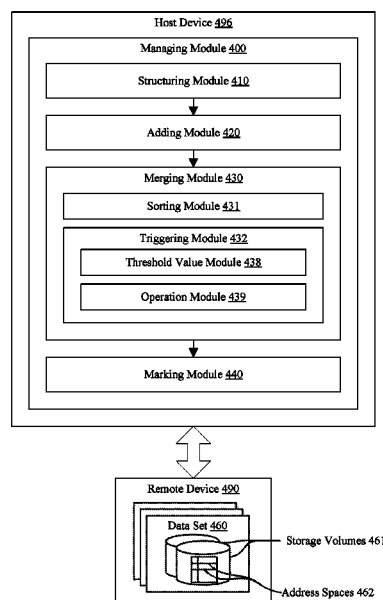 Host Device 496
Managing Module 400
Structuring Module 410
Adding Module 420
Merging Module 430
Sorting Module 431
Triggering Module 432
Threshold Value Module 438
Operation Module 439
Marking Module 440
Remote Device 490
Data Set 460
Storage Volumes 461
Address Spaces 462